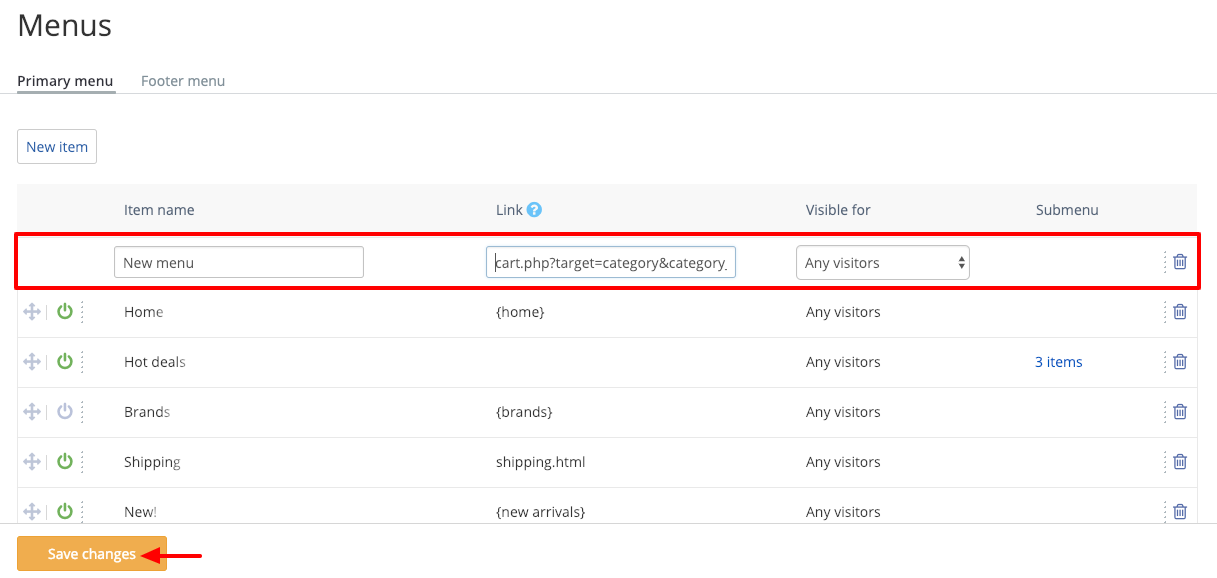 Menus
Primary menu Footer menu
New item
Item name Link ? Visible for Submenu
New menu cart.php?target=category&category_ Any visitors
Home {home} Any visitors
Hot deals Any visitors 3 items
Brands {brands} Any visitors
Shipping shipping.html Any visitors
New! {new arrivals} Any visitors
Save changes